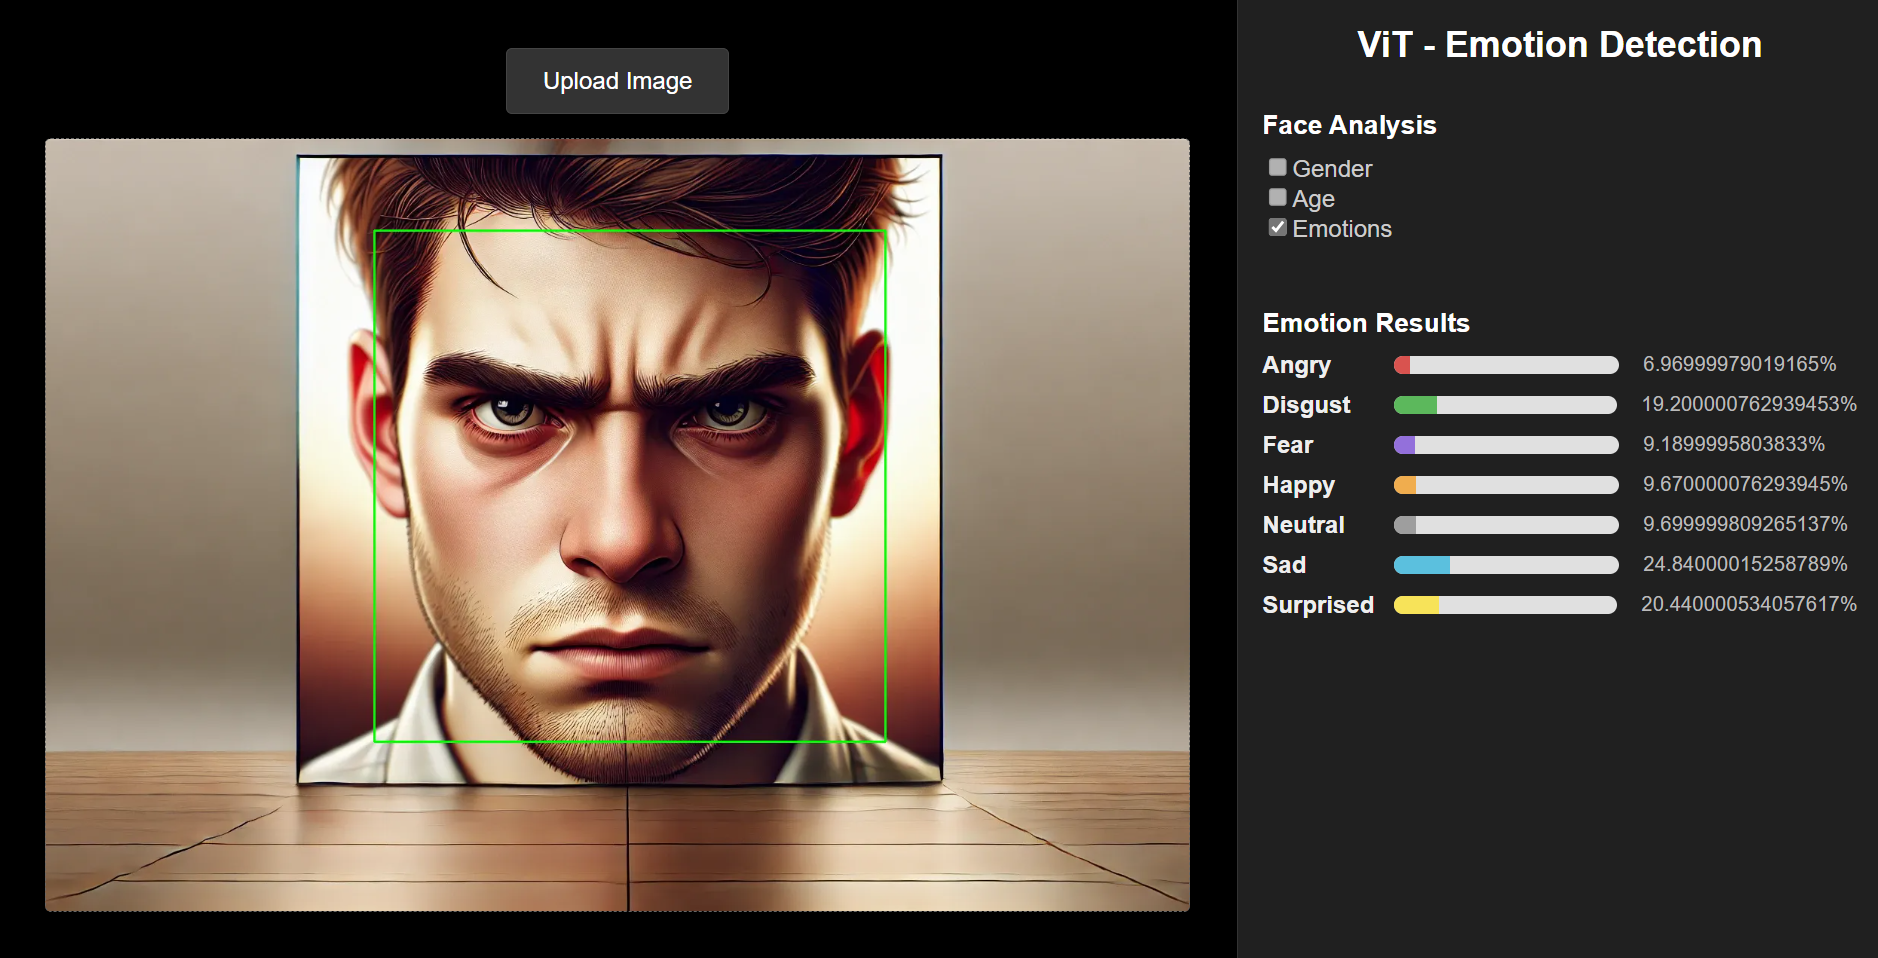 Upload Image
ViT - Emotion Detection
Face Analysis
Gender
Age
Emotions
Emotion Results
Angry 6.96999979019165%
Disgust 19.200000762939453%
Fear 9.1899995803833%
Happy 9.670000076293945%
Neutral 9.699999809265137%
Sad 24.84000015258789%
Surprised 20.440000534057617%